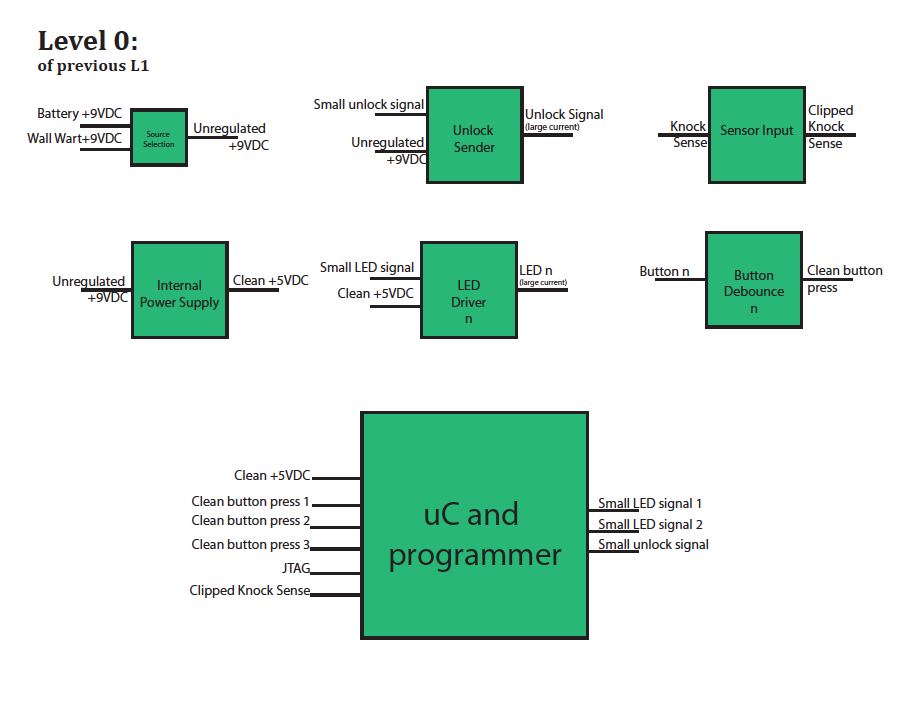 Level 0:
of previous L1
Battery +9VDC
Wall Wart+9VDC
Source
Selection
Unregulated
+9VDC
Small unlock signal
Unregulated
+9VDC
Unlock
Sender
Unlock Signal
(large current)
Knock
Sense
Sensor Input
Clipped
Knock
Sense
Unregulated
+9VDC
Internal
Power Supply
Clean +5VDC
Small LED signal
Clean +5VDC
LED
Driver
n
LED n
(large current)
Button n
Button
Debounce
n
Clean button
press
Clean +5VDC
Clean button press 1
Clean button press 2
Clean button press 3
JTAG
Clipped Knock Sense
uC and
programmer
Small LED signal 1
Small LED signal 2
Small unlock signal